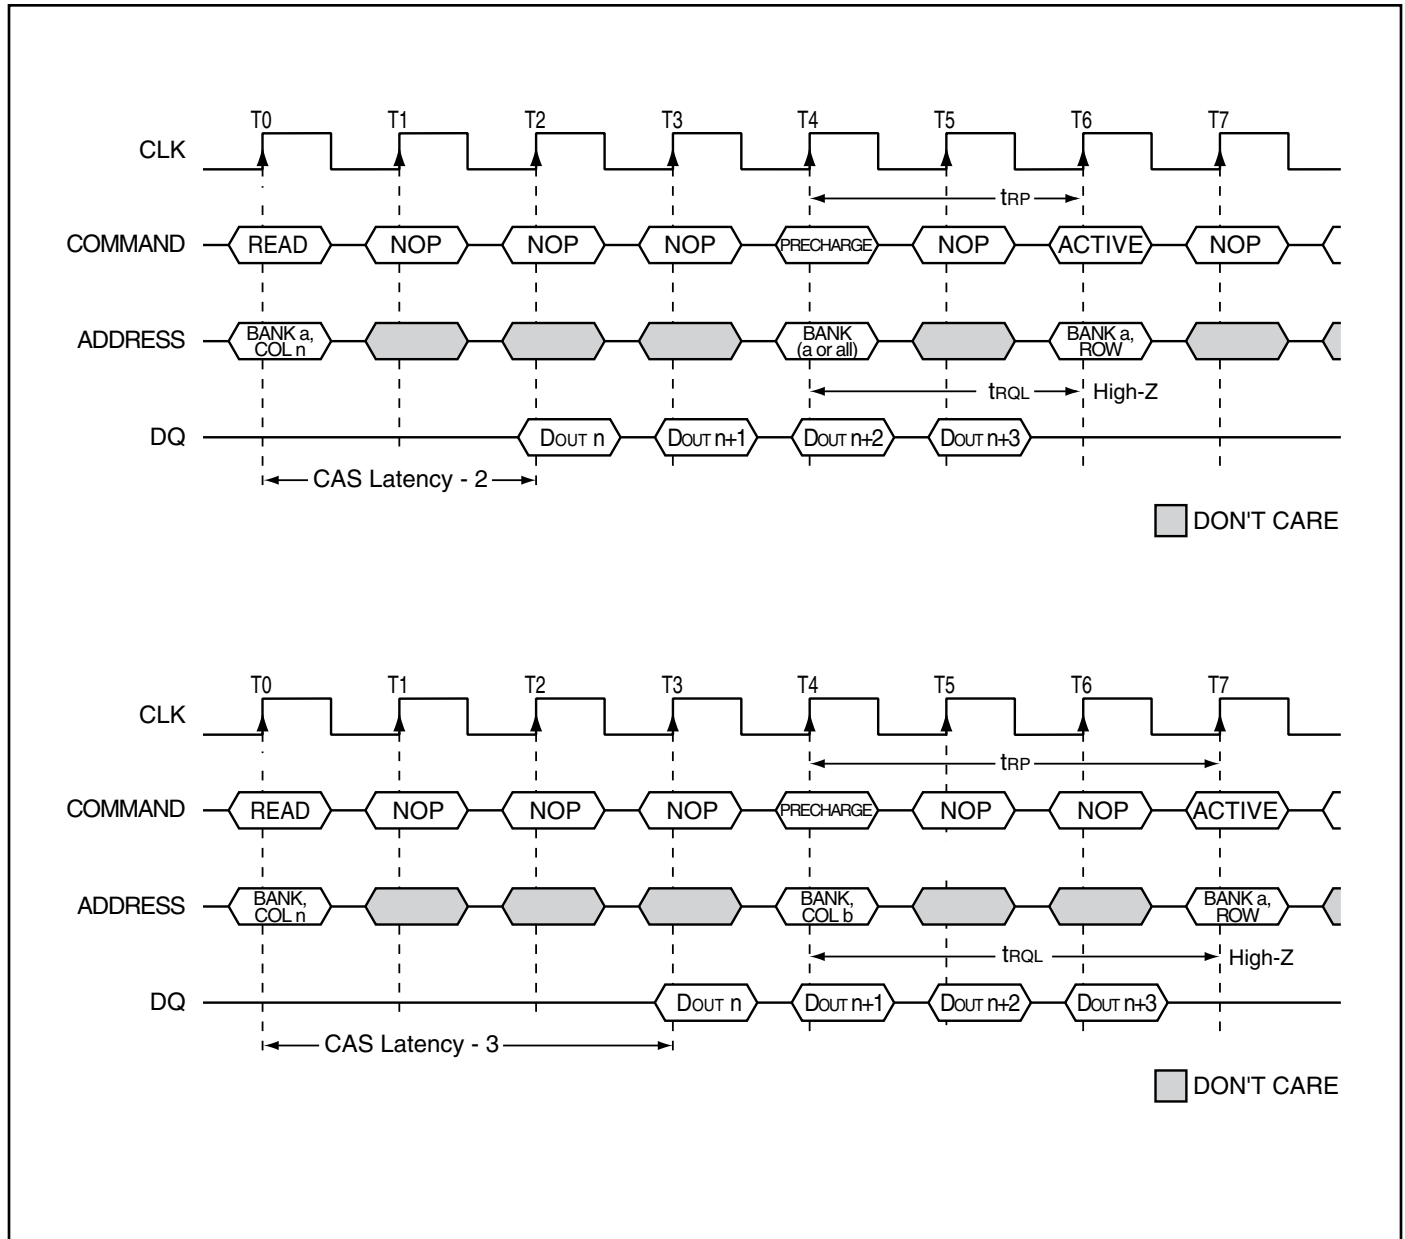 T0 T1 T2 T3 T4 T5 T6 T7
CLK
tRP
COMMAND READ NOP NOP NOP PRECHARGE NOP ACTIVE NOP
ADDRESS BANK a, COL n BANK (a or all) BANK a, ROW
tRQL High-Z
DQ DOUT n DOUT n+1 DOUT n+2 DOUT n+3
CAS Latency - 2
DON'T CARE
T0 T1 T2 T3 T4 T5 T6 T7
CLK
tRP
COMMAND READ NOP NOP NOP PRECHARGE NOP NOP ACTIVE
ADDRESS BANK, COL n BANK, COL b BANK a, ROW
tRQL High-Z
DQ DOUT n DOUT n+1 DOUT n+2 DOUT n+3
CAS Latency - 3
DON'T CARE